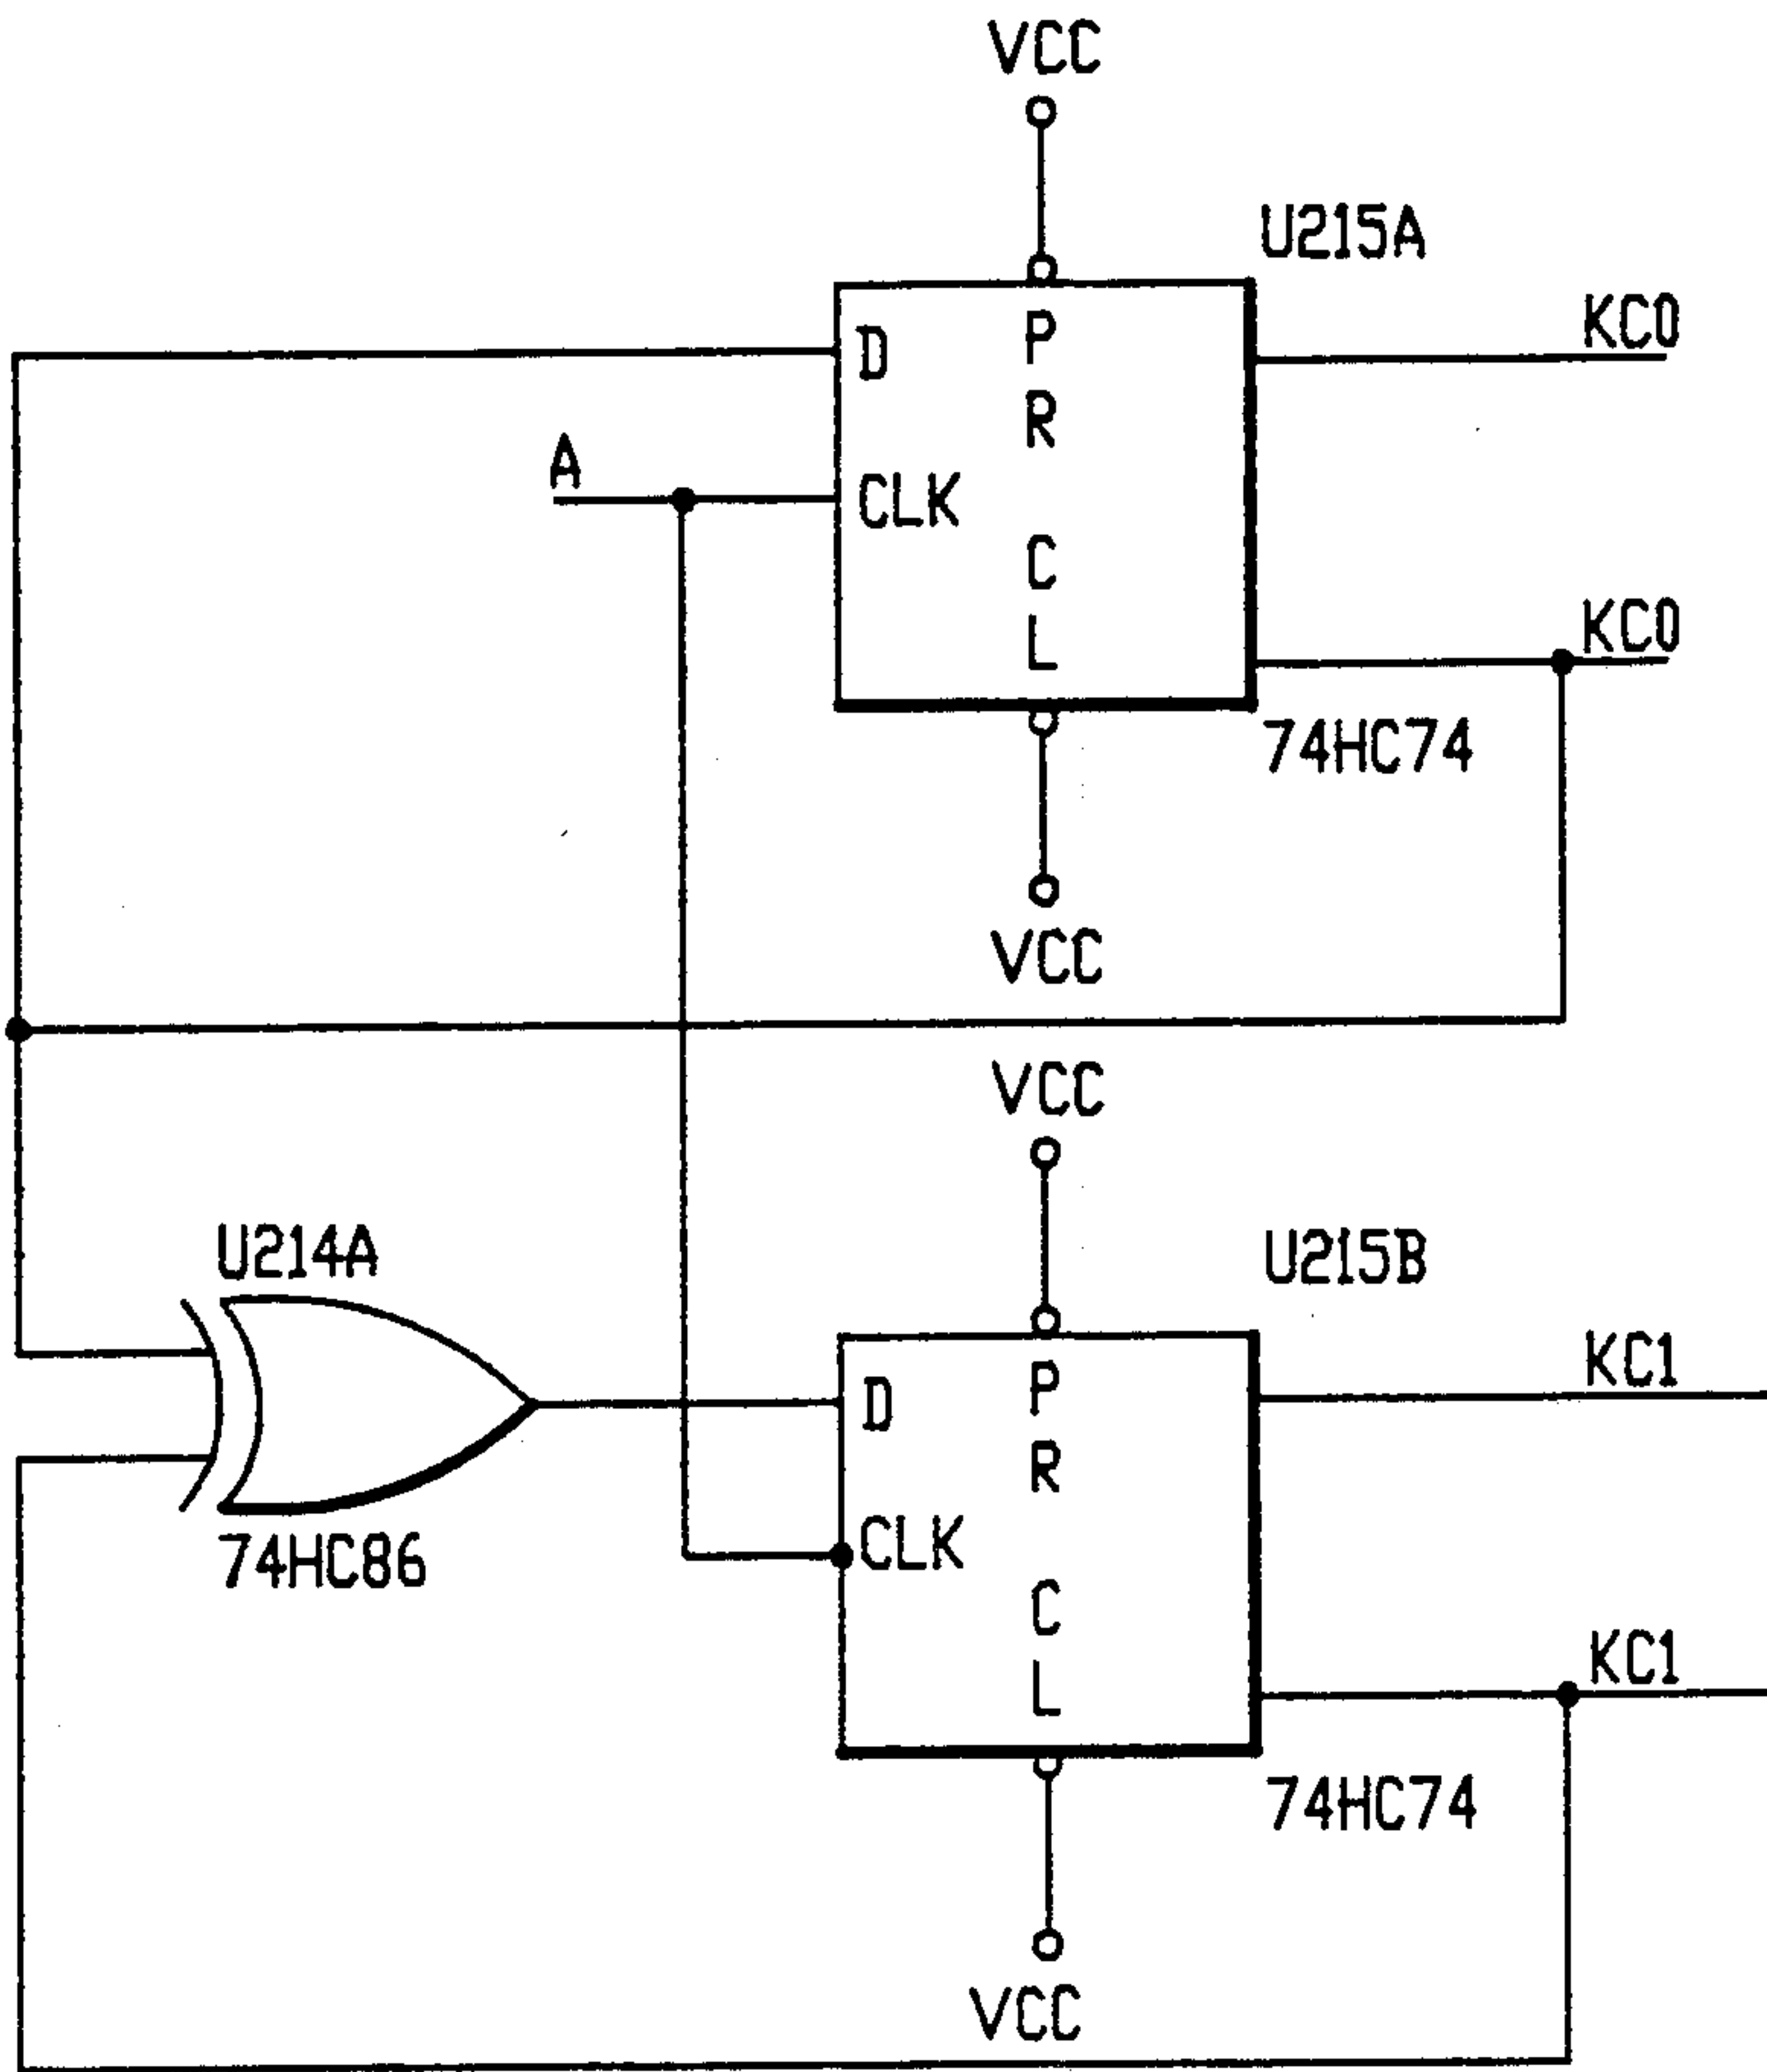 VCC
U215A
KC0
D
P
R
A
CLK
C
L
KC0
74HC74
VCC
VCC
U214A
U215B
KC1
D
P
R
74HC86
CLK
C
L
KC1
74HC74
VCC